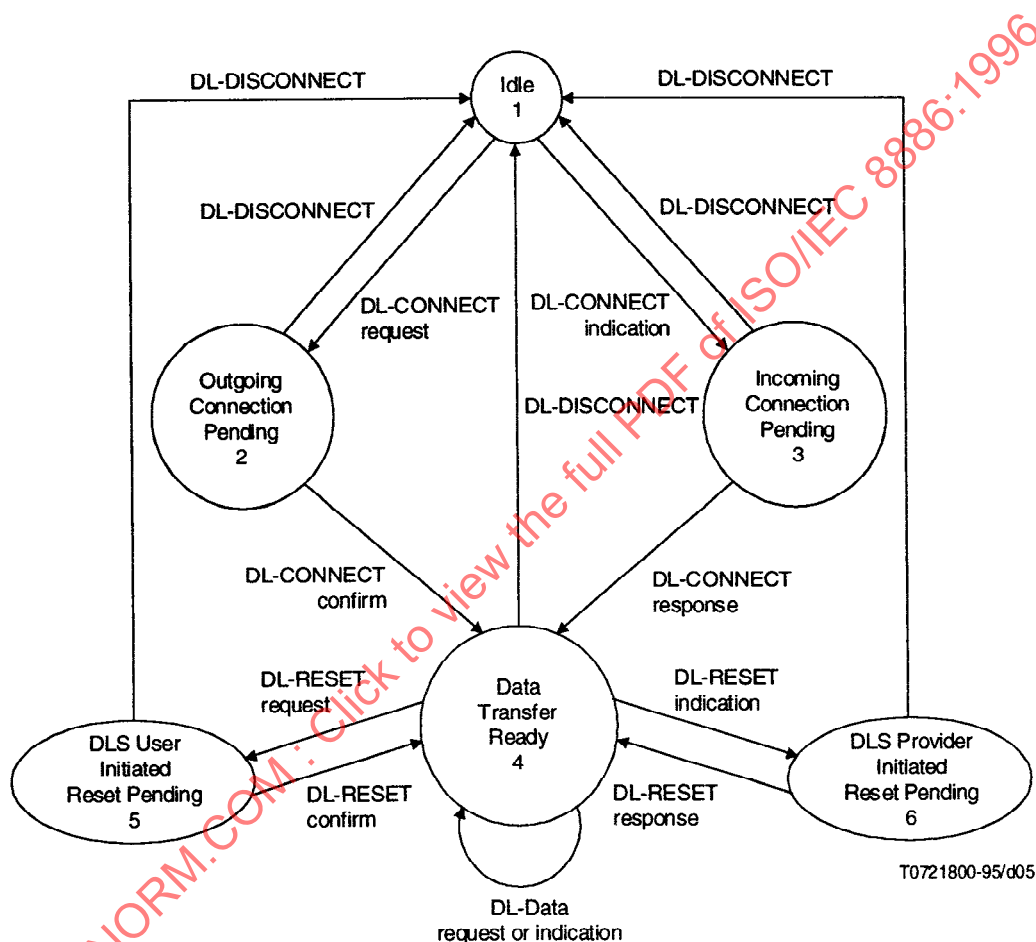 DL-DISCONNECT
Idle
1
DL-DISCONNECT
DL-DISCONNECT
DL-DISCONNECT
DL-CONNECT
request
DL-CONNECT
indication
Outgoing
Connection
Pending
2
DL-DISCONNECT
Incoming
Connection
Pending
3
DL-CONNECT
confirm
DL-CONNECT
response
DL-RESET
request
Data
Transfer
Ready
4
DL-RESET
indication
DLS User
Initiated
Reset Pending
5
DL-RESET
confirm
DL-RESET
response
DLS Provider
Initiated
Reset Pending
6
T0721800-95/d05
DL-Data
request or indication
NORM.COM : Click to view the full PDF of ISO/IEC 8886:1996